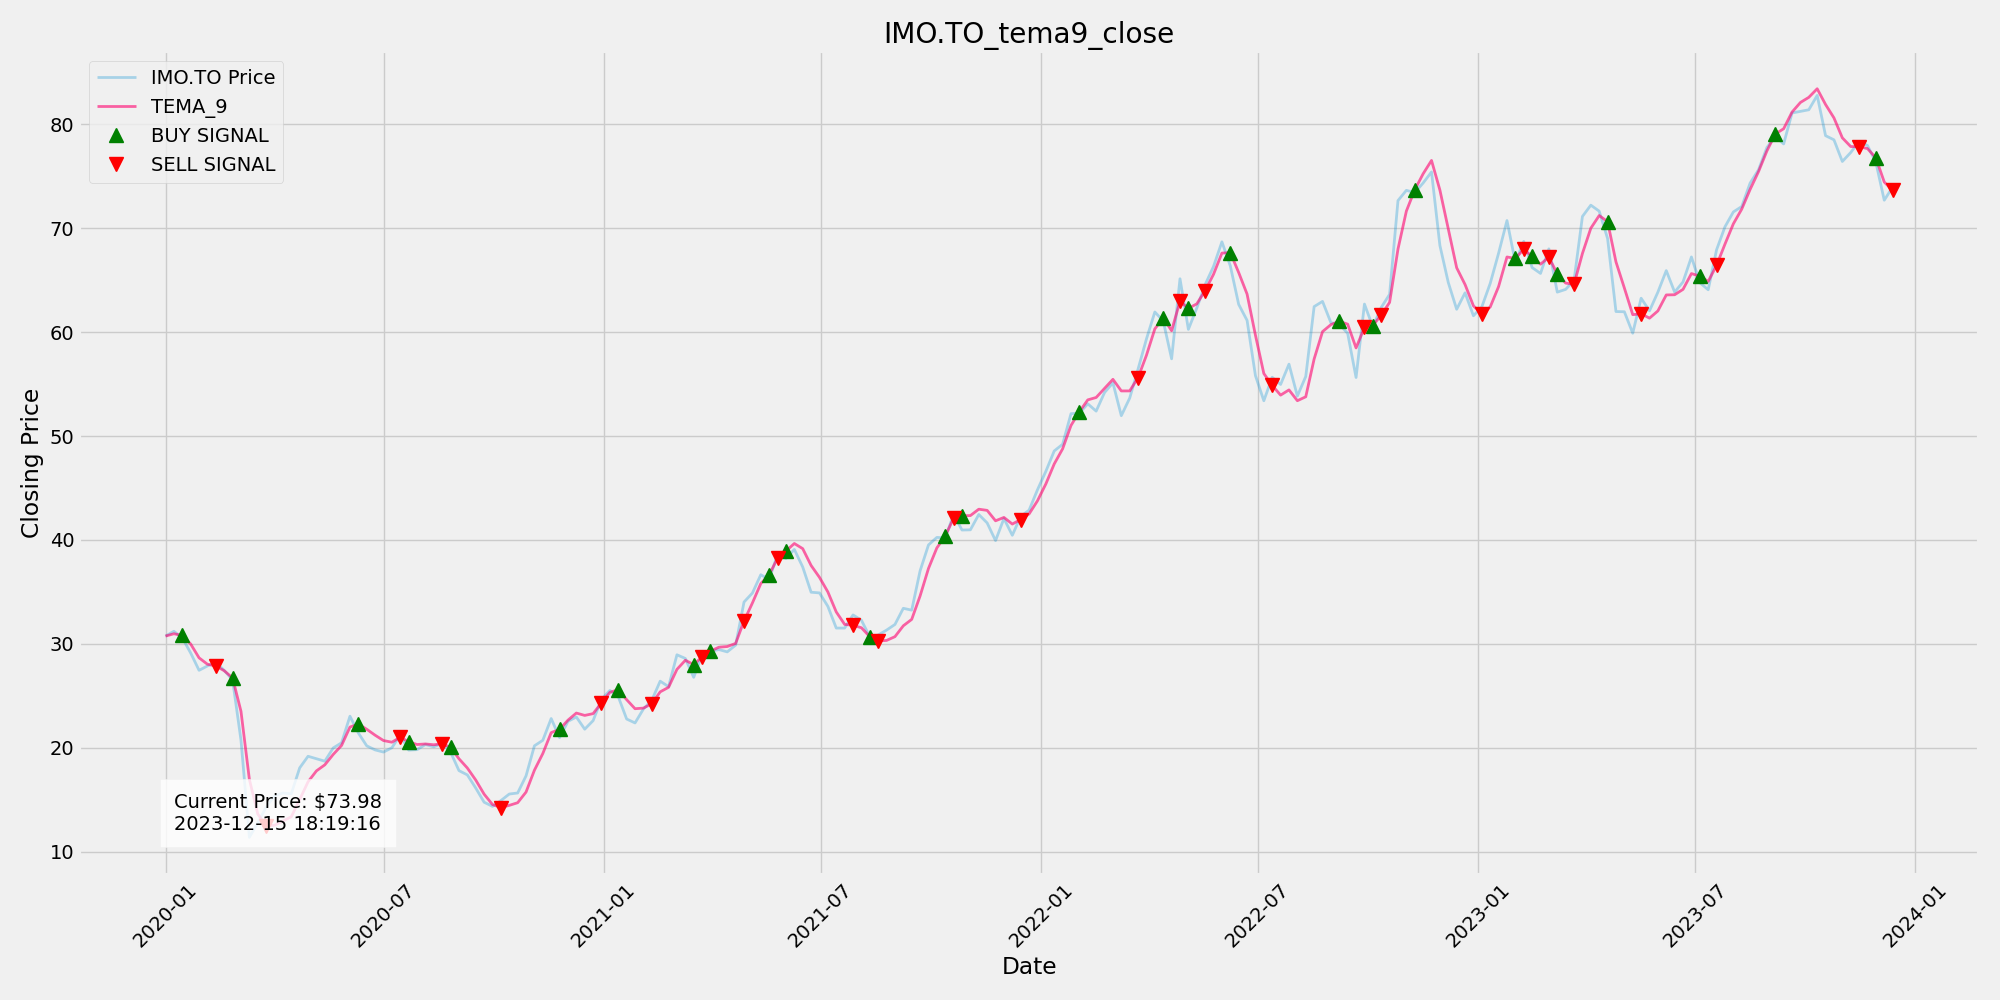 IMO.TO_tema9_close
IMO.TO Price
TEMA_9
BUY SIGNAL
SELL SIGNAL
80
70
60
50
40
30
20
10
Closing Price
Current Price: $73.98
2023-12-15 18:19:16
2020-01
2020-07
2021-01
2021-07
2022-01
2022-07
2023-01
2023-07
2024-01
Date